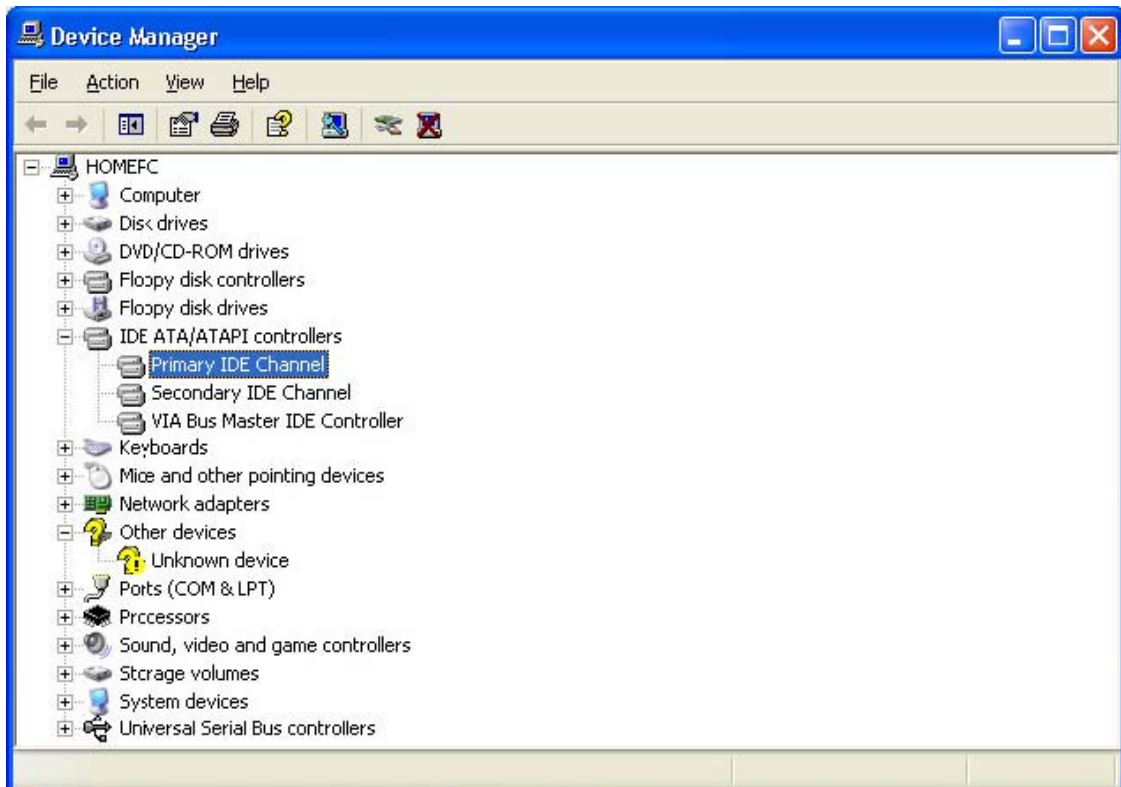 Device Manager
File Action View Help
HOMEPC
Computer
Disk drives
DVD/CD-ROM drives
Floppy disk controllers
Floppy disk drives
IDE ATA/ATAPI controllers
Primary IDE Channel
Secondary IDE Channel
VIA Bus Master IDE Controller
Keyboards
Mice and other pointing devices
Network adapters
Other devices
Unknown device
Ports (COM & LPT)
Processors
Sound, video and game controllers
Storage volumes
System devices
Universal Serial Bus controllers